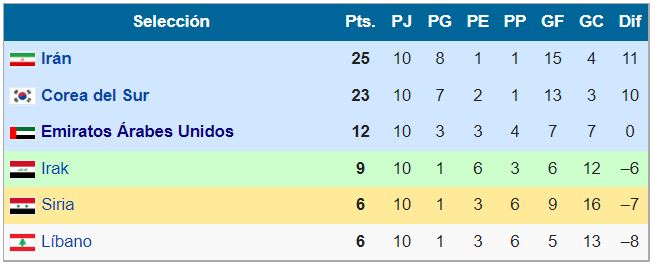 Selección Pts. PJ PG PE PP GF GC Dif
Irán 25 10 8 1 1 15 4 11
Corea del Sur 23 10 7 2 1 13 3 10
Emiratos Árabes Unidos 12 10 3 3 4 7 7 0
Irak 9 10 1 6 3 6 12 –6
Siria 6 10 1 3 6 9 16 –7
Líbano 6 10 1 3 6 5 13 –8